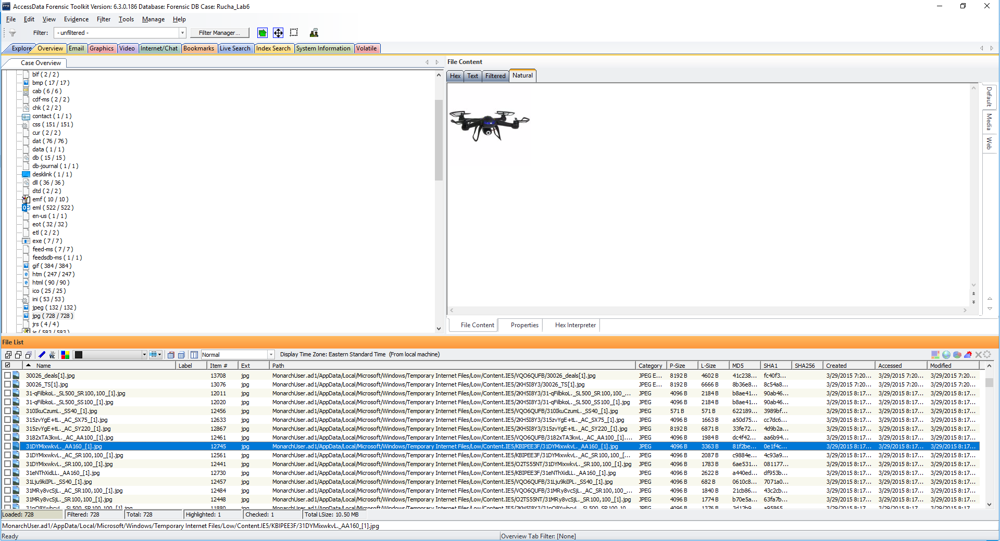 AccessData Forensic Toolkit Version: 6.3.0.186 Database: Forensic DB Case: Rucha_Lab6
File Edit View Evidence Filter Tools Manage Help
Filter: - unfiltered - Filter Manager...
Explore Overview Email Graphics Video Internet/Chat Bookmarks Live Search Index Search System Information Volatile
Case Overview
blf ( 2 / 2 )
bmp ( 17 / 17 )
cab ( 6 / 6 )
cdf-ms ( 2 / 2 )
chk ( 2 / 2 )
contact ( 1 / 1 )
css ( 151 / 151 )
cur ( 2 / 2 )
dat ( 76 / 76 )
data ( 1 / 1 )
db ( 15 / 15 )
db-journal ( 1 / 1 )
desklink ( 1 / 1 )
dll ( 36 / 36 )
dtd ( 2 / 2 )
emf ( 10 / 10 )
eml ( 522 / 522 )
en-us ( 1 / 1 )
eot ( 32 / 32 )
etl ( 2 / 2 )
exe ( 7 / 7 )
feed-ms ( 7 / 7 )
feedsdb-ms ( 1 / 1 )
gif ( 384 / 384 )
htm ( 247 / 247 )
html ( 90 / 90 )
ico ( 25 / 25 )
ini ( 53 / 53 )
jpeg ( 132 / 132 )
jpg ( 728 / 728 )
jrs ( 4 / 4 )
js ( 583 / 583 )
File Content
Hex Text Filtered Natural
Default
Media
Web
File Content Properties Hex Interpreter
File List
Normal Display Time Zone: Eastern Standard Time (From local machine)
Name Label Item # Ext Path Category P-Size L-Size MD5 SHA1 SHA256 Created Accessed Modified
30026_deals[1].jpg 13708 jpg MonarchUser.ad1/AppData/Local/Microsoft/Windows/Temporary Internet Files/Low/Content.IE5/VQO6QUFB/30026_deals[1].jpg JPEG E... 8192 B 4602 B 41c238... fc40f3... 3/29/2015 7:20... 3/29/2015 7:20... 3/29/2015 7:20...
30026_TS[1].jpg 13076 jpg MonarchUser.ad1/AppData/Local/Microsoft/Windows/Temporary Internet Files/Low/Content.IE5/2KH5I8Y3/30026_TS[1].jpg JPEG E... 8192 B 6666 B 8b36e8... 8c54a8... 3/29/2015 7:20... 3/29/2015 7:20... 3/29/2015 7:20...
31-qFilbkoL._SL500_SR100,100_[1].jpg 12011 jpg MonarchUser.ad1/AppData/Local/Microsoft/Windows/Temporary Internet Files/Low/Content.IE5/2KH5I8Y3/31-qFilbkoL._SL500_SR100,100_... JPEG 4096 B 2184 B b8ae41... 90ab46... 3/29/2015 8:17... 3/29/2015 8:17... 3/29/2015 8:17...
31-qFilbkoL._SL500_SS100_[1].jpg 12020 jpg MonarchUser.ad1/AppData/Local/Microsoft/Windows/Temporary Internet Files/Low/Content.IE5/2KH5I8Y3/31-qFilbkoL._SL500_SS100_[1].jpg JPEG 4096 B 2184 B b8ae41... 90ab46... 3/29/2015 8:17... 3/29/2015 8:17... 3/29/2015 8:17...
310IkuCzumL._SS40_[1].jpg 12456 jpg MonarchUser.ad1/AppData/Local/Microsoft/Windows/Temporary Internet Files/Low/Content.IE5/VQO6QUFB/310IkuCzumL._SS40_[1].jpg JPEG 571 B 571 B 622189... 3989bf... 3/29/2015 8:17... 3/29/2015 8:17... 3/29/2015 8:17...
315zvYgE+tL._AC_SX75_[1].jpg 12633 jpg MonarchUser.ad1/AppData/Local/Microsoft/Windows/Temporary Internet Files/Low/Content.IE5/2KH5I8Y3/315zvYgE+tL._AC_SX75_[1].jpg JPEG 4096 B 1663 B a50d75... cc7dc6... 3/29/2015 8:17... 3/29/2015 8:17... 3/29/2015 8:17...
315zvYgE+tL._AC_SY220_[1].jpg 12867 jpg MonarchUser.ad1/AppData/Local/Microsoft/Windows/Temporary Internet Files/Low/Content.IE5/2KH5I8Y3/315zvYgE+tL._AC_SY220_[1].jpg JPEG 8192 B 6871 B 33fe72... 4d9b2a... 3/29/2015 8:17... 3/29/2015 8:17... 3/29/2015 8:17...
3182xTA3kwL._AC_AA100_[1].jpg 12461 jpg MonarchUser.ad1/AppData/Local/Microsoft/Windows/Temporary Internet Files/Low/Content.IE5/VQO6QUFB/3182xTA3kwL._AC_AA100_[1].jpg JPEG 4096 B 1984 B dc4f42... aa6b94... 3/29/2015 8:17... 3/29/2015 8:17... 3/29/2015 8:17...
31DYMixwkvL._AA160_[1].jpg 12745 jpg MonarchUser.ad1/AppData/Local/Microsoft/Windows/Temporary Internet Files/Low/Content.IE5/KBIPEE3F/31DYMixwkvL._AA160_[1].jpg JPEG 4096 B 3363 B 81f2be... 0e1f4c... 3/29/2015 8:17... 3/29/2015 8:17... 3/29/2015 8:17...
31DYMixwkvL._AC_SR100,100_[1].jpg 12561 jpg MonarchUser.ad1/AppData/Local/Microsoft/Windows/Temporary Internet Files/Low/Content.IE5/KBIPEE3F/31DYMixwkvL._AC_SR100,100_[... JPEG 4096 B 2087 B c9884e... 4c93a9... 3/29/2015 8:17... 3/29/2015 8:17... 3/29/2015 8:17...
31DYMixwkvL._SR100,100_[1].jpg 12441 jpg MonarchUser.ad1/AppData/Local/Microsoft/Windows/Temporary Internet Files/Low/Content.IE5/O2TS55NT/31DYMixwkvL._SR100,100_[1].jpg JPEG 4096 B 1783 B 6ae531... 081177... 3/29/2015 8:17... 3/29/2015 8:17... 3/29/2015 8:17...
31eNThXidLL._AA160_[1].jpg 12730 jpg MonarchUser.ad1/AppData/Local/Microsoft/Windows/Temporary Internet Files/Low/Content.IE5/KBIPEE3F/31eNThXidLL._AA160_[1].jpg JPEG 4096 B 2622 B a440ed... df953b... 3/29/2015 8:17... 3/29/2015 8:17... 3/29/2015 8:17...
31Lju9kiIPL._SS40_[1].jpg 12457 jpg MonarchUser.ad1/AppData/Local/Microsoft/Windows/Temporary Internet Files/Low/Content.IE5/VQO6QUFB/31Lju9kiIPL._SS40_[1].jpg JPEG 4096 B 682 B 0610c8... 7071a0... 3/29/2015 8:17... 3/29/2015 8:17... 3/29/2015 8:17...
31MRy8vcSjL._AC_SR100,100_[1].jpg 12484 jpg MonarchUser.ad1/AppData/Local/Microsoft/Windows/Temporary Internet Files/Low/Content.IE5/VQO6QUFB/31MRy8vcSjL._AC_SR100,100_... JPEG 4096 B 1840 B 21cb86... 43c2cb... 3/29/2015 8:17... 3/29/2015 8:17... 3/29/2015 8:17...
31MRy8vcSjL._SR100,100_[1].jpg 12448 jpg MonarchUser.ad1/AppData/Local/Microsoft/Windows/Temporary Internet Files/Low/Content.IE5/O2TS55NT/31MRy8vcSjL._SR100,100_[1].jpg JPEG 4096 B 1774 B b70e5a... 63fa7b... 3/29/2015 8:17... 3/29/2015 8:17... 3/29/2015 8:17...
Loaded: 728 Filtered: 728 Total: 728 Highlighted: 1 Checked: 1 Total LSize: 10.50 MB
MonarchUser.ad1/AppData/Local/Microsoft/Windows/Temporary Internet Files/Low/Content.IE5/KBIPEE3F/31DYMixwkvL._AA160_[1].jpg
Ready Overview Tab Filter: [None]